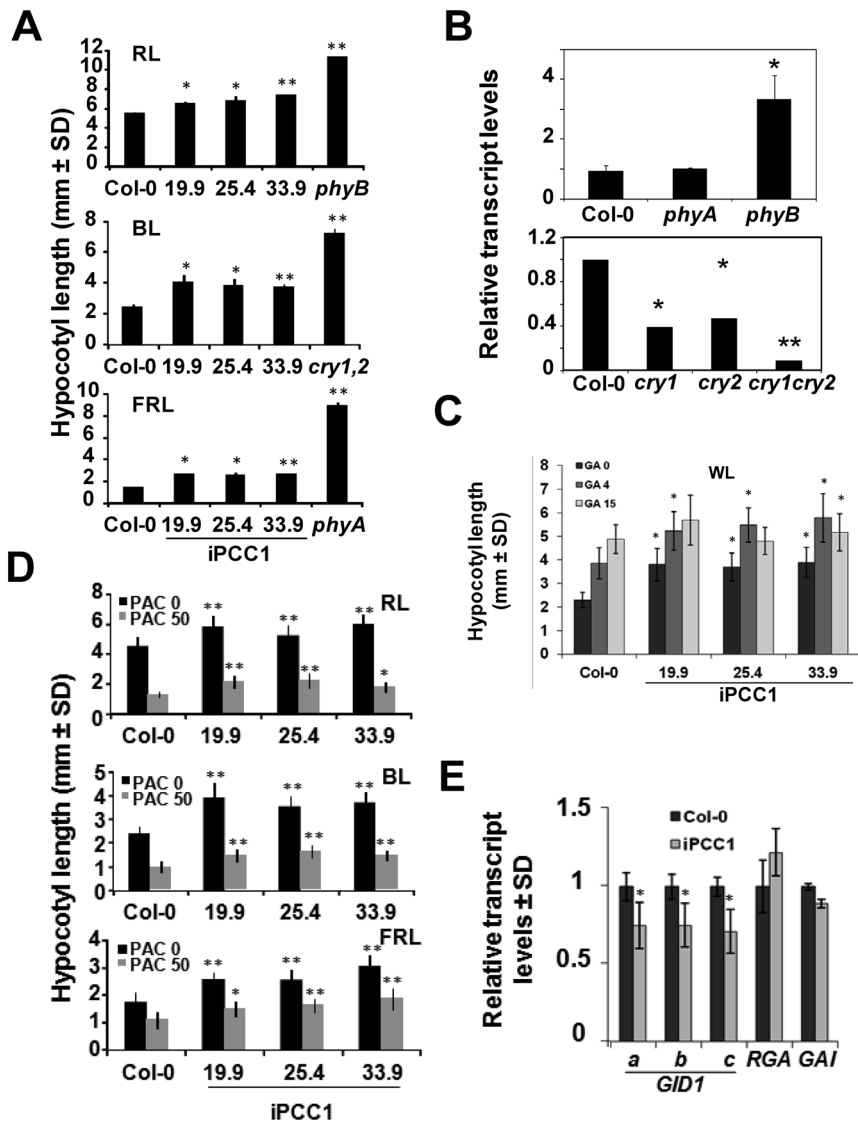 A
Hypocotyl length (mm ± SD)
RL
12
10
8
6
4
2
0
* * ** **
Col-0 19.9 25.4 33.9 phyB
BL
8
6
4
2
0
* * ** **
Col-0 19.9 25.4 33.9 cry1,2
FRL
10
8
6
4
2
0
* * ** **
Col-0 19.9 25.4 33.9 phyA
iPCC1
B
Relative transcript levels
4
2
0
*
Col-0 phyA phyB
1.2
0.8
0.4
0
* * **
Col-0 cry1 cry2 cry1cry2
C
Hypocotyl length
(mm ± SD)
WL
GA 0
GA 4
GA 15
8
7
6
5
4
3
2
1
0
* * * * * * *
Col-0 19.9 25.4 33.9
iPCC1
D
Hypocotyl length (mm ± SD)
PAC 0
PAC 50
RL
8
6
4
2
0
** ** ** ** ** *
Col-0 19.9 25.4 33.9
PAC 0
PAC 50
BL
5
4
3
2
1
0
** ** ** ** ** **
Col-0 19.9 25.4 33.9
PAC 0
PAC 50
FRL
4
3
2
1
0
** * ** ** ** **
Col-0 19.9 25.4 33.9
iPCC1
E
Relative transcript
levels ± SD
Col-0
iPCC1
1.5
1
0.5
0
* * *
a b c RGA GAI
GID1